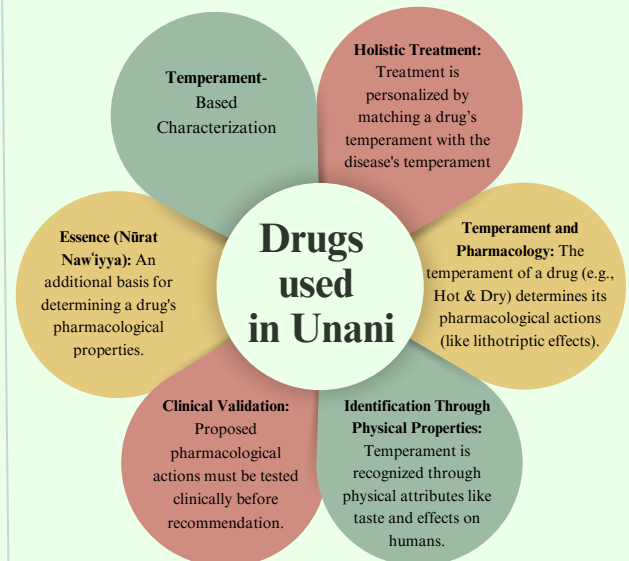 Drugs
used
in Unani
Temperament-
Based
Characterization
Holistic Treatment:
Treatment is
personalized by
matching a drug's
temperament with the
disease's temperament
Temperament and
Pharmacology: The
temperament of a drug (e.g.,
Hot & Dry) determines its
pharmacological actions
(like lithotriptic effects).
Identification Through
Physical Properties:
Temperament is
recognized through
physical attributes like
taste and effects on
humans.
Clinical Validation:
Proposed
pharmacological
actions must be tested
clinically before
recommendation.
Essence (Nūrat
Nawʿiyya): An
additional basis for
determining a drug's
pharmacological
properties.